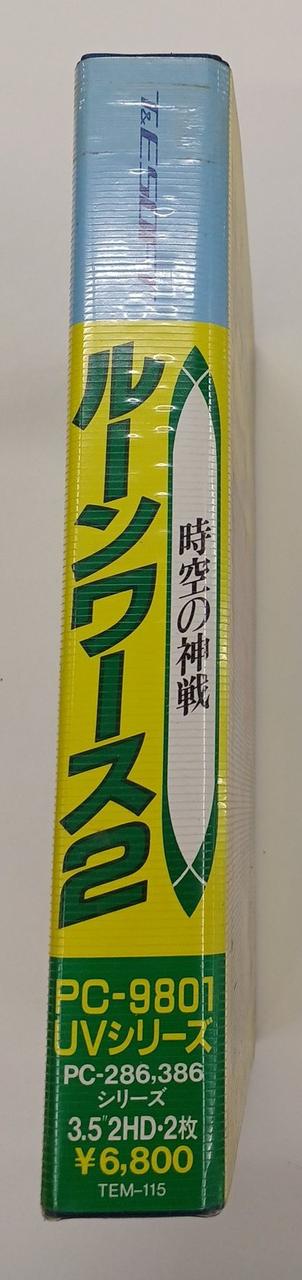 T&E SOFT
ルーンワース2
時空の神戦
PC-9801
UVシリーズ
PC-286,386
シリーズ
3.5"2HD・2枚
¥6,800
TEM-115